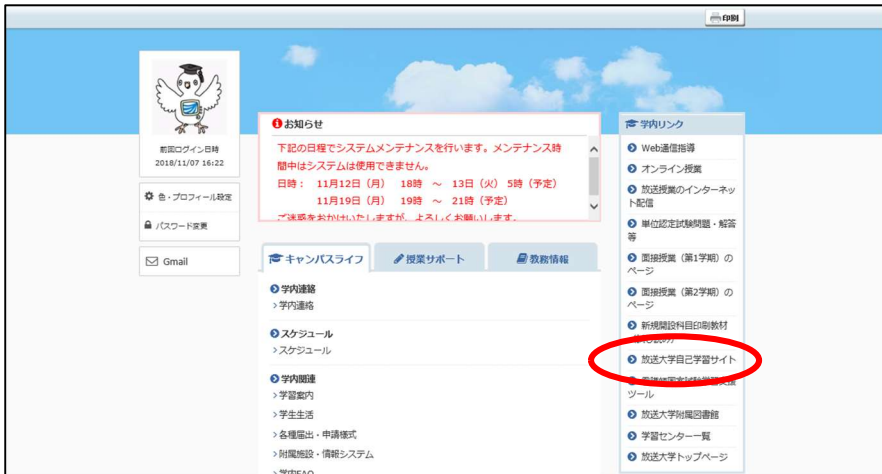 印刷
前回ログイン日時
2018/11/07 16:22
色・プロフィール設定
パスワード変更
Gmail
お知らせ
下記の日程でシステムメンテナンスを行います。メンテナンス時
間中はシステムは使用できません。
日時： 11月12日（月） 18時 ～ 13日（火） 5時（予定）
11月19日（月） 19時 ～ 21時（予定）
ご迷惑をおかけいたしますが、よろしくお願いします。
キャンパスライフ
授業サポート
教務情報
学内連絡
>学内連絡
スケジュール
>スケジュール
学内関連
>学習案内
>学生生活
>各種届出・申請様式
>附属施設・情報システム
>学内FAQ
学内リンク
Web通信指導
オンライン授業
放送授業のインターネッ
ト配信
単位認定試験問題・解答
等
面接授業（第1学期）の
ページ
面接授業（第2学期）の
ページ
新規開設科目印刷教材
放送大学自己学習サイト
ツール
放送大学附属図書館
学習センター一覧
放送大学トップページ